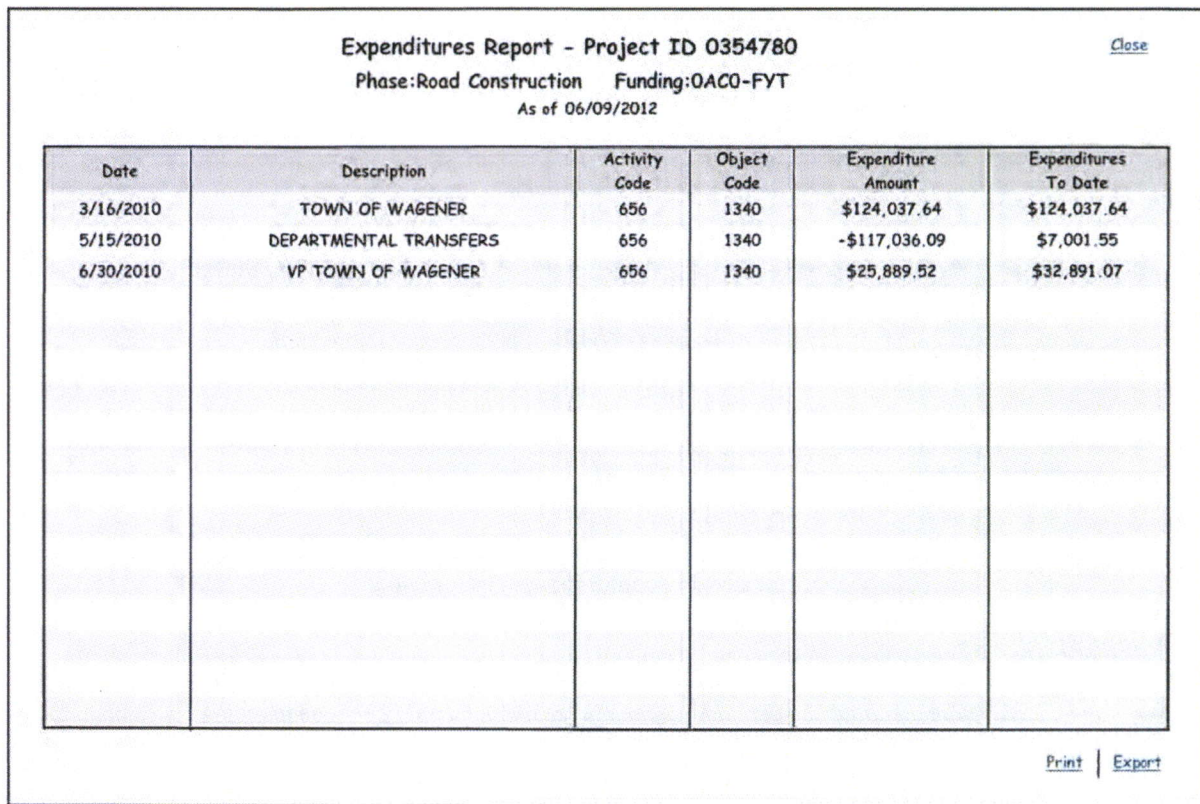 Expenditures Report - Project ID 0354780
Close
Phase:Road Construction Funding:0AC0-FYT
As of 06/09/2012
Date Description Activity Code Object Code Expenditure Amount Expenditures To Date
3/16/2010 TOWN OF WAGENER 656 1340 $124,037.64 $124,037.64
5/15/2010 DEPARTMENTAL TRANSFERS 656 1340 -$117,036.09 $7,001.55
6/30/2010 VP TOWN OF WAGENER 656 1340 $25,889.52 $32,891.07
Print | Export